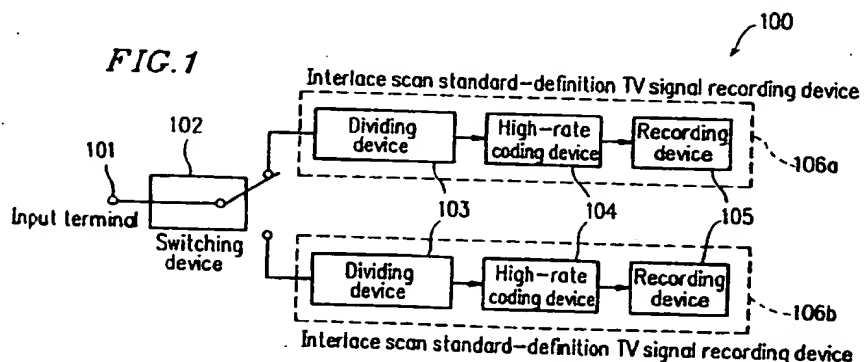 FIG.1
100
Interlace scan standard-definition TV signal recording device
102
101
Input terminal
Switching
device
Dividing
device
High-rate
coding device
Recording
device
106a
103
104
105
Dividing
device
High-rate
coding device
Recording
device
106b
Interlace scan standard-definition TV signal recording device